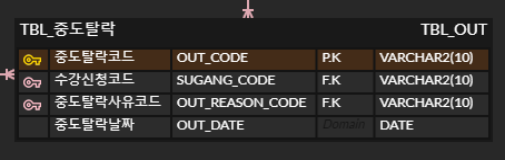 TBL_중도탈락 TBL_OUT
중도탈락코드 OUT_CODE P.K VARCHAR2(10)
수강신청코드 SUGANG_CODE F.K VARCHAR2(10)
중도탈락사유코드 OUT_REASON_CODE F.K VARCHAR2(10)
중도탈락날짜 OUT_DATE Domain DATE